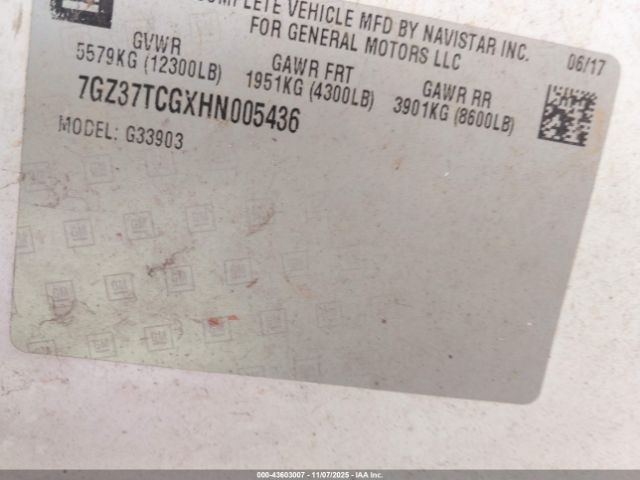 COMPLETE VEHICLE MFD BY NAVISTAR INC.
FOR GENERAL MOTORS LLC
06/17
GVWR
5579KG (12300LB)
GAWR FRT
1951KG (4300LB)
GAWR RR
3901KG (8600LB)
7GZ37TCGXHN005436
MODEL: G33903
000-43603007 - 11/07/2025 - IAA Inc.